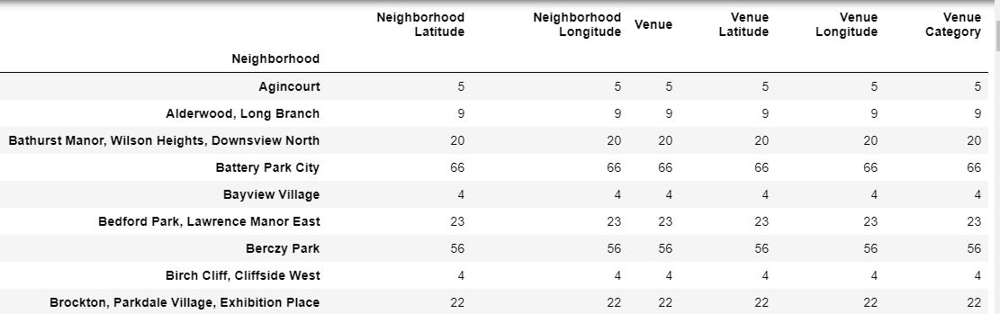 Neighborhood Latitude Neighborhood Longitude Venue Venue Latitude Venue Longitude Venue Category
Neighborhood
Agincourt 5 5 5 5 5 5
Alderwood, Long Branch 9 9 9 9 9 9
Bathurst Manor, Wilson Heights, Downsview North 20 20 20 20 20 20
Battery Park City 66 66 66 66 66 66
Bayview Village 4 4 4 4 4 4
Bedford Park, Lawrence Manor East 23 23 23 23 23 23
Berczy Park 56 56 56 56 56 56
Birch Cliff, Cliffside West 4 4 4 4 4 4
Brockton, Parkdale Village, Exhibition Place 22 22 22 22 22 22